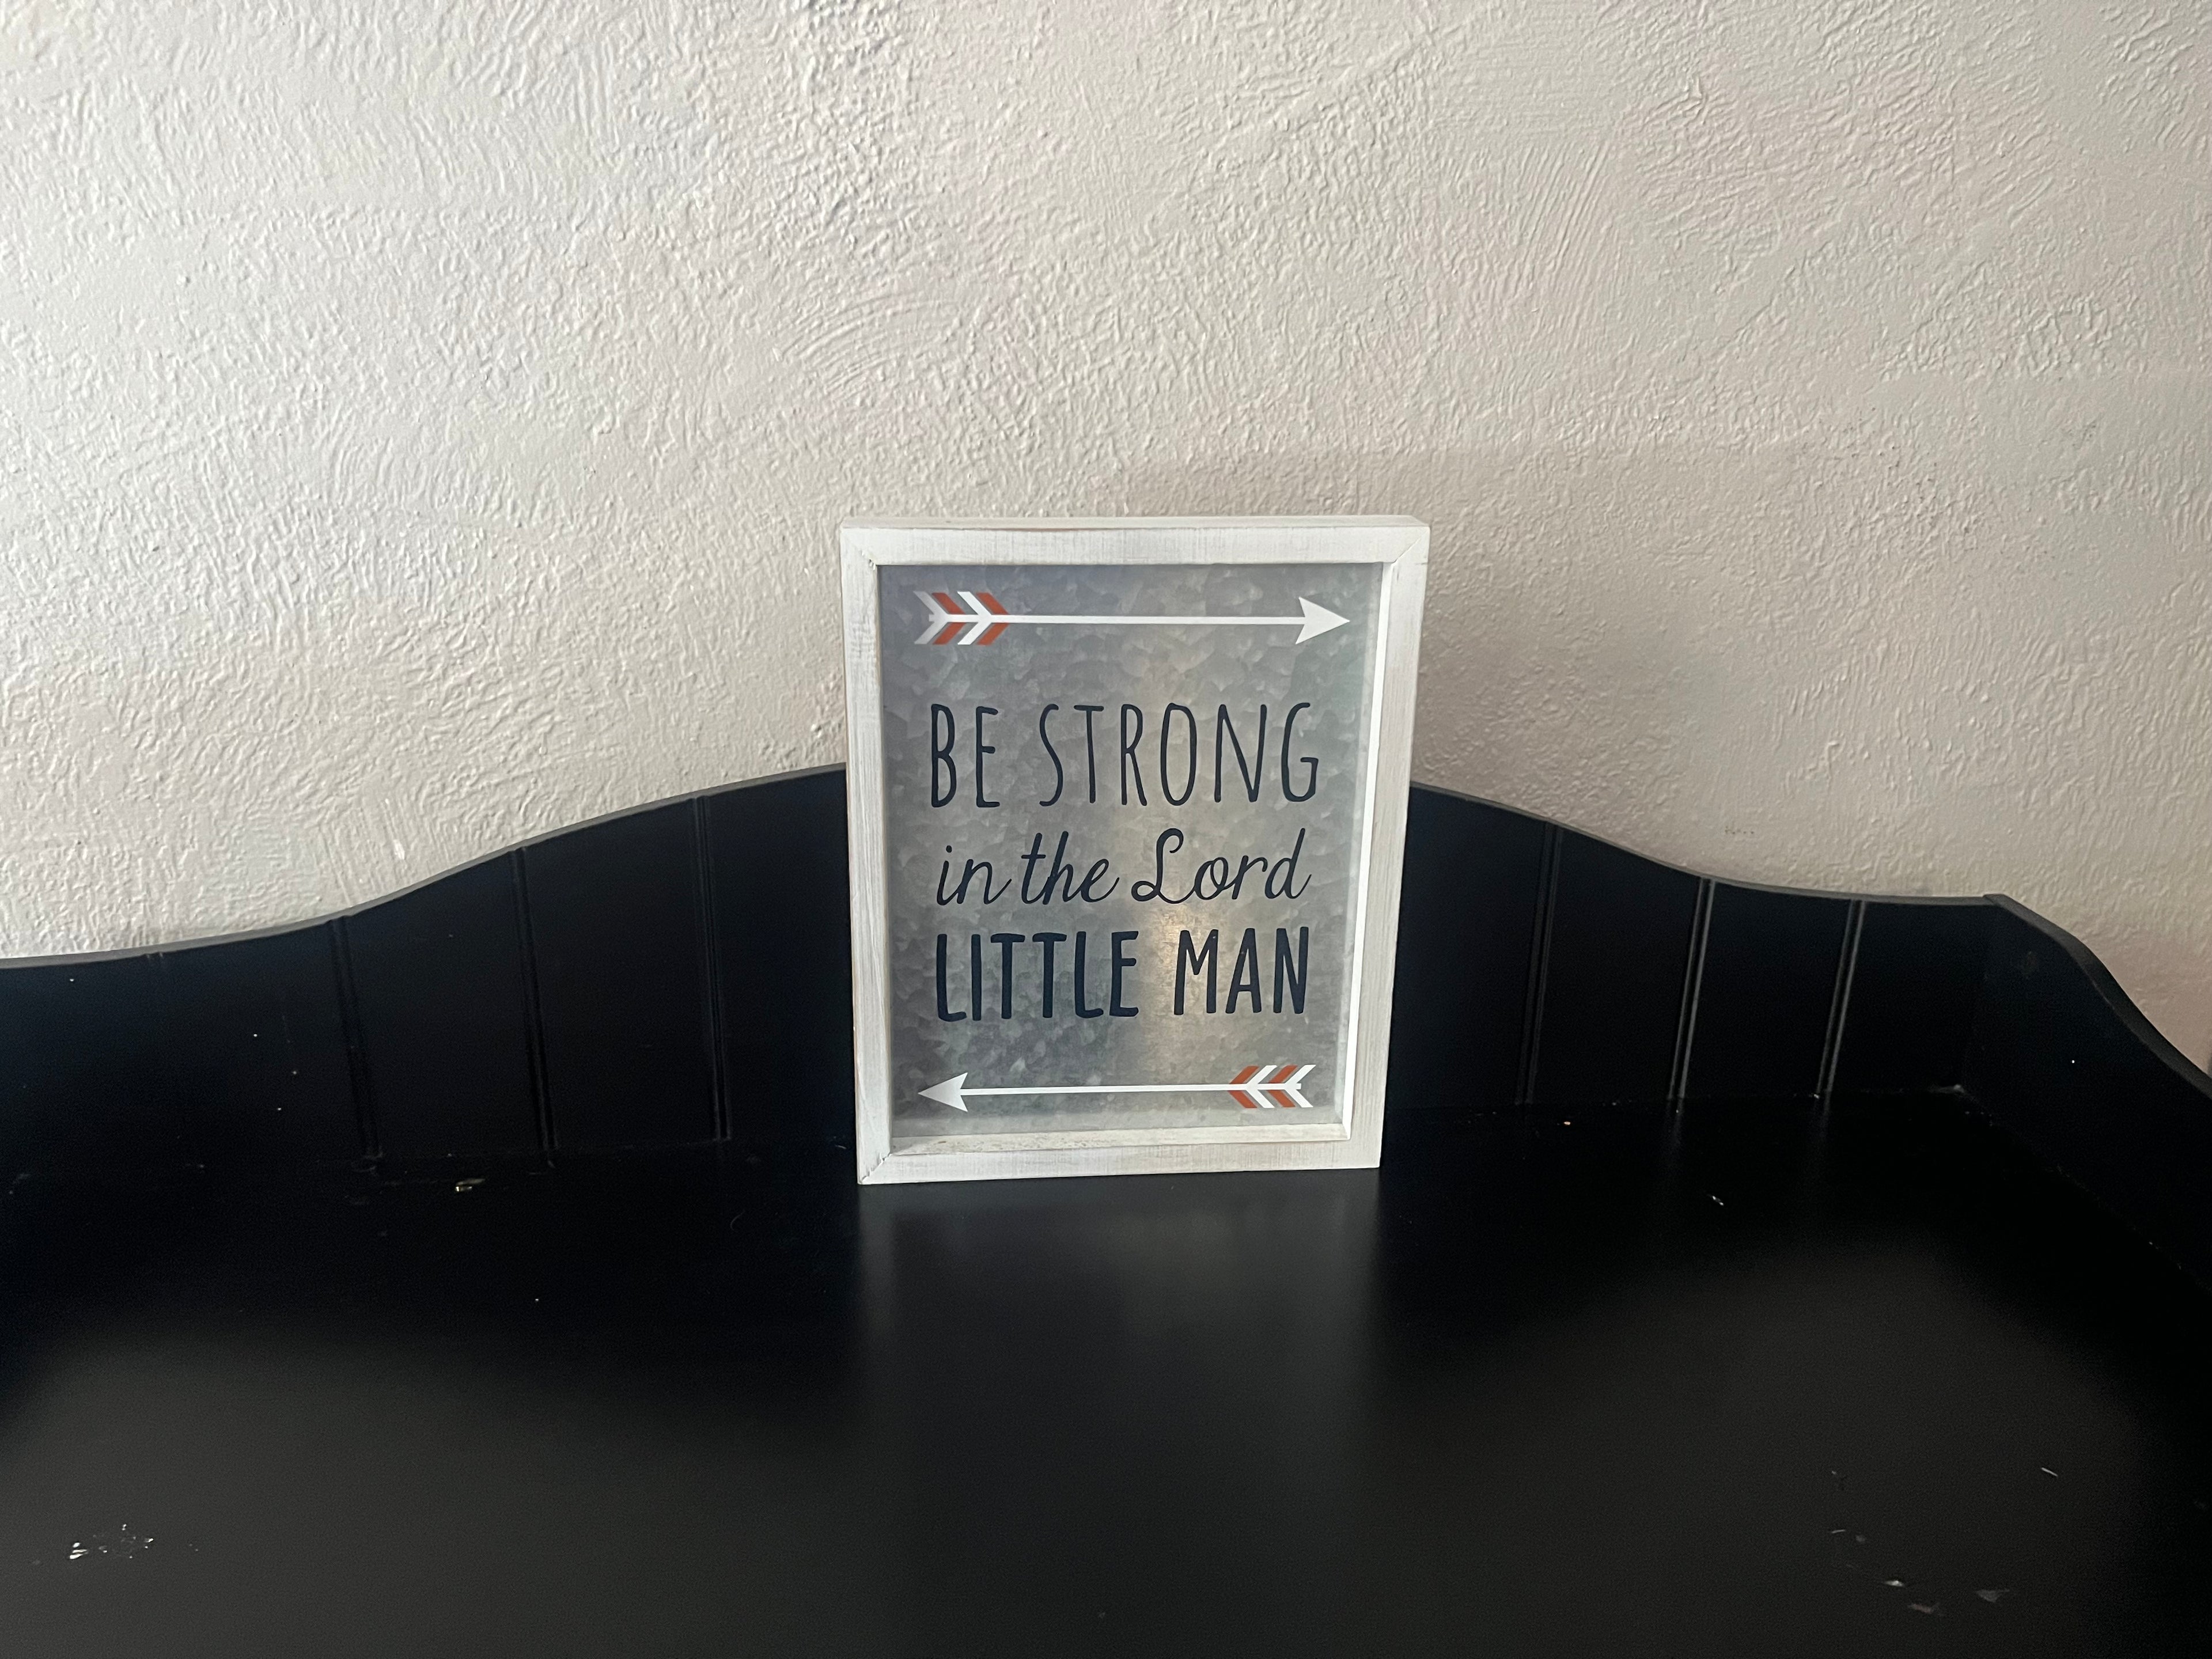 BE STRONG
in the Lord
LITTLE MAN